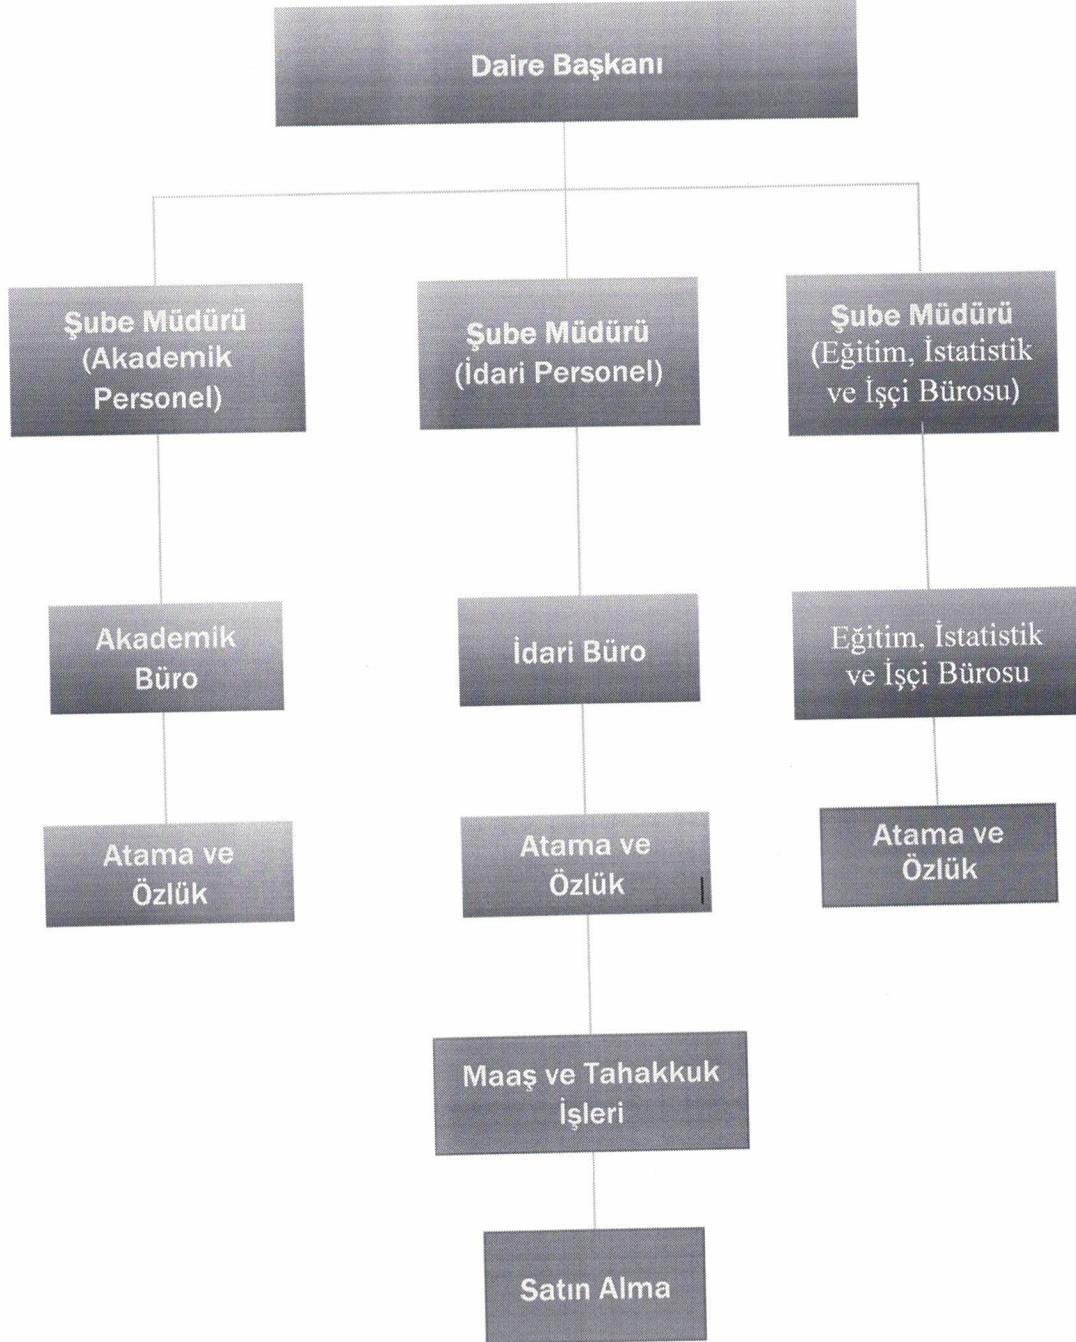 Daire Başkanı
Şube Müdürü
(Akademik
Personel)
Şube Müdürü
(İdari Personel)
Şube Müdürü
(Eğitim, İstatistik
ve İşçi Bürosu)
Akademik
Büro
İdari Büro
Eğitim, İstatistik
ve İşçi Bürosu
Atama ve
Özlük
Atama ve
Özlük
Atama ve
Özlük
Maaş ve Tahakkuk
İşleri
Satın Alma